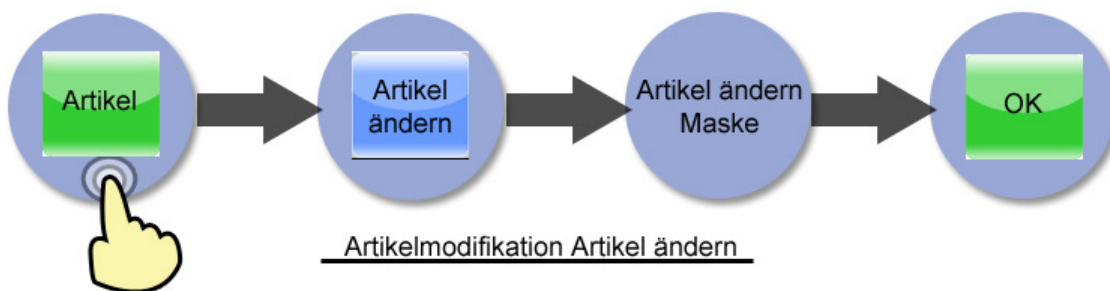 Artikel
Artikel
ändern
Artikel ändern
Maske
OK
Artikelmodifikation Artikel ändern